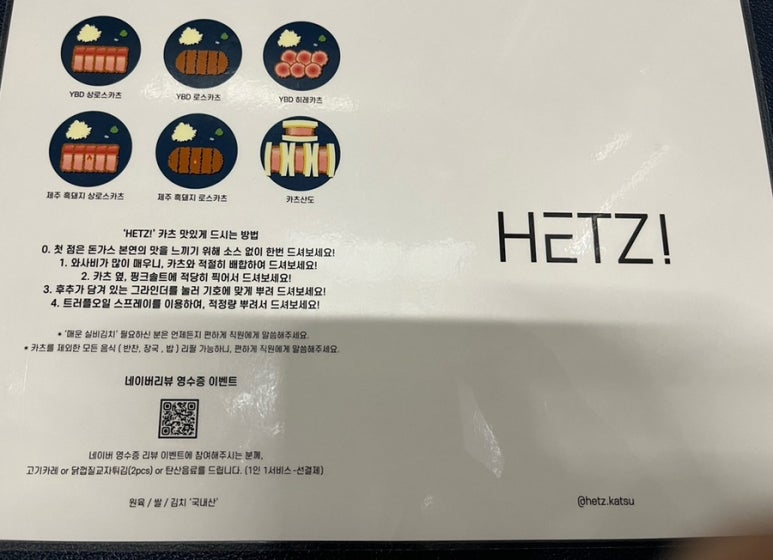 YBD 상로스카츠
YBD 로스카츠
YBD 히레카츠
제주 흑돼지 상로스카츠
제주 흑돼지 로스카츠
카츠산도
'HETZ!' 카츠 맛있게 드시는 방법
0. 첫 점은 돈가스 본연의 맛을 느끼기 위해 소스 없이 한번 드셔보세요!
1. 와사비가 많이 매우니, 카츠와 적절히 배합하여 드셔보세요!
2. 카츠 옆, 핑크솔트에 적당히 찍어서 드셔보세요!
3. 후추가 담겨 있는 그라인더를 눌러 기호에 맞게 뿌려 드셔보세요!
4. 트러플오일 스프레이를 이용하여, 적정량 뿌려서 드셔보세요!
* '매운 실비김치' 필요하신 분은 언제든지 편하게 직원에게 말씀해주세요.
* 카츠를 제외한 모든 음식 ( 반찬, 장국 , 밥 ) 리필 가능하니, 편하게 직원에게 말씀해주세요.
네이버리뷰 영수증 이벤트
네이버 영수증 리뷰 이벤트에 참여해주시는 분께,
고기카레 or 닭껍질교자튀김(2pcs) or 탄산음료를 드립니다. (1인 1서비스 -선결제)
원육 / 쌀 / 김치 '국내산'
HETZ!
@hetz.katsu